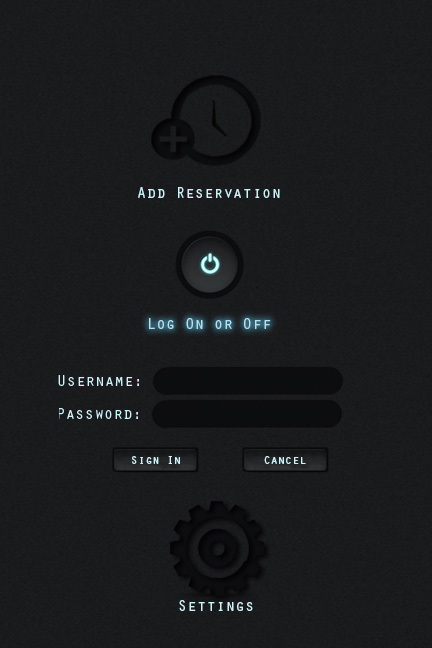 Add Reservation
Log On or Off
Username:
Password:
Sign In Cancel
Settings